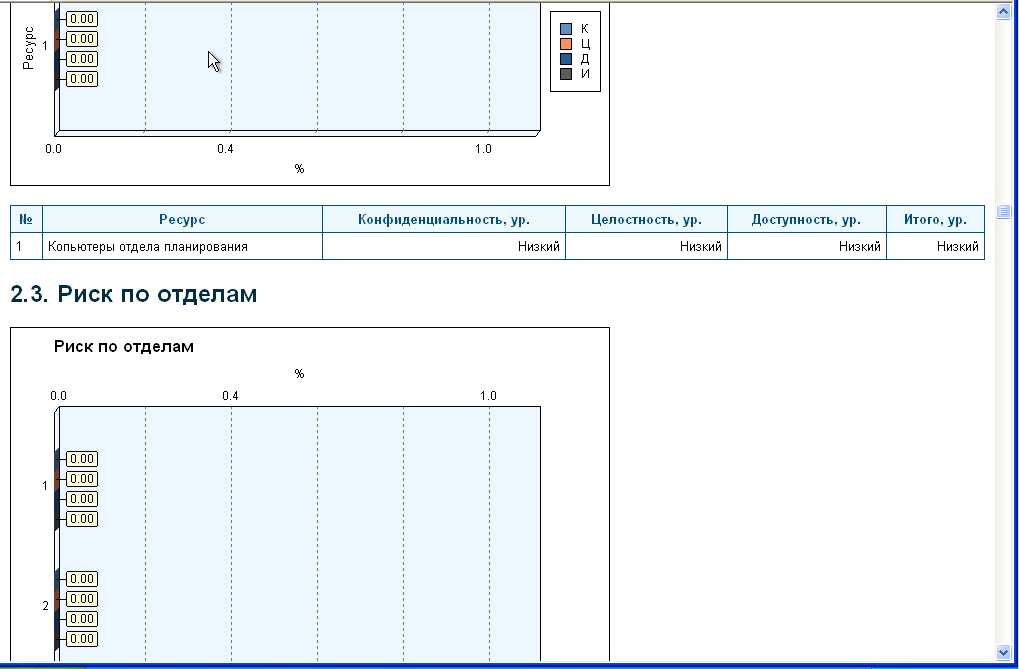 0.00
0.00
0.00
0.00
Ресурс
1
К
Ц
Д
И
0.0 0.4 1.0
%
№ Ресурс Конфиденциальность, ур. Целостность, ур. Доступность, ур. Итого, ур.
1 Копьютеры отдела планирования Низкий Низкий Низкий Низкий
2.3. Риск по отделам
Риск по отделам
%
0.0 0.4 1.0
0.00
0.00
1
0.00
0.00
0.00
0.00
2
0.00
0.00